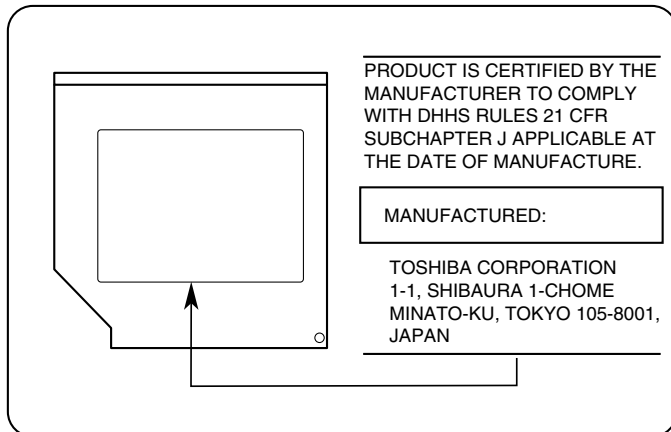 PRODUCT IS CERTIFIED BY THE
MANUFACTURER TO COMPLY
WITH DHHS RULES 21 CFR
SUBCHAPTER J APPLICABLE AT
THE DATE OF MANUFACTURE.
MANUFACTURED:
TOSHIBA CORPORATION
1-1, SHIBAURA 1-CHOME
MINATO-KU, TOKYO 105-8001,
JAPAN